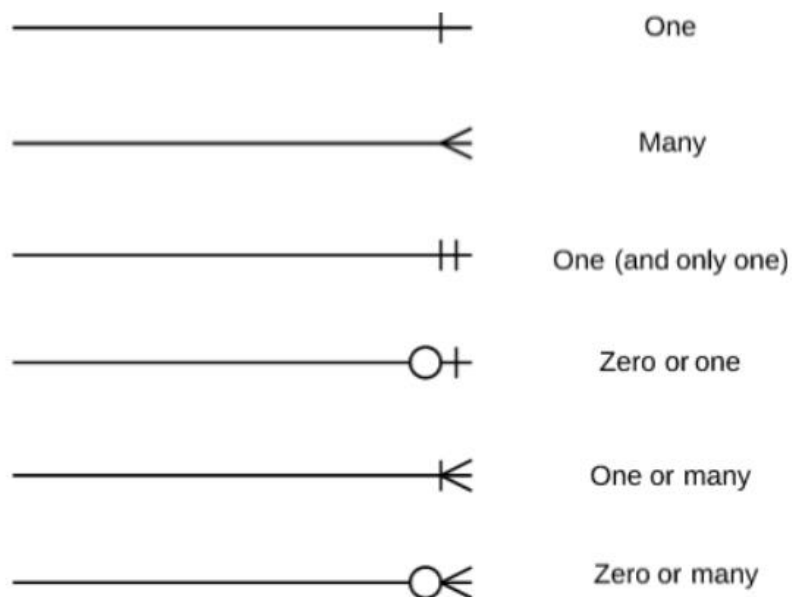 One
Many
One (and only one)
Zero or one
One or many
Zero or many